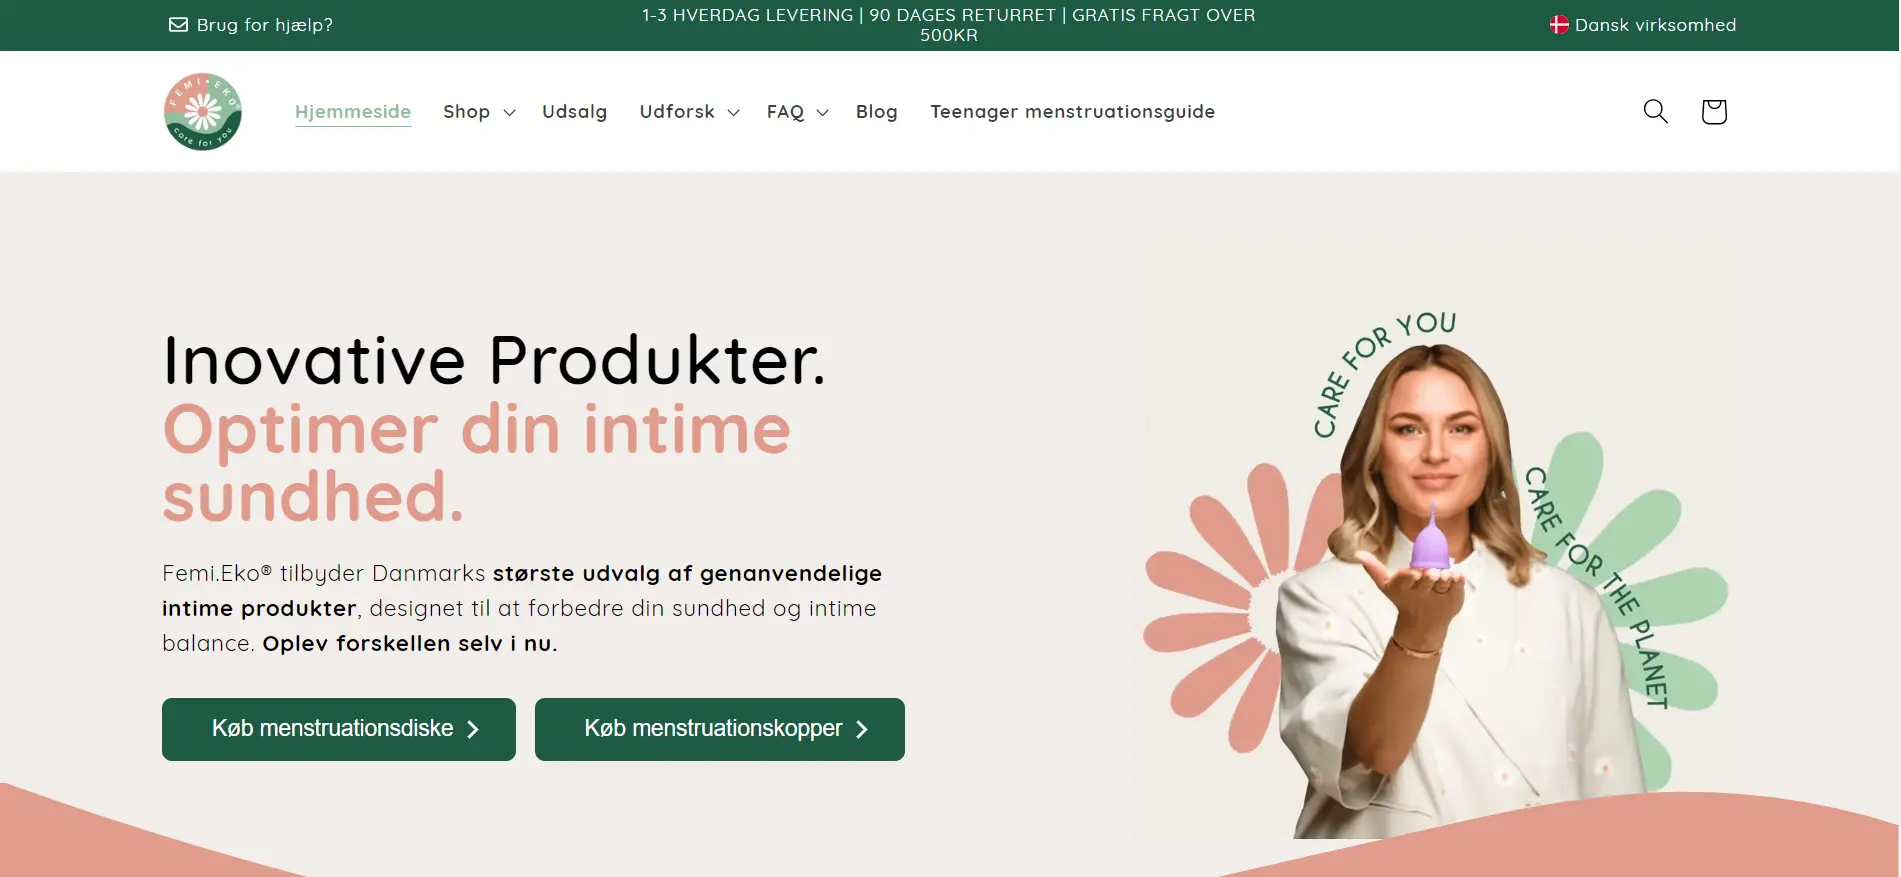 Brug for hjælp?
1-3 HVERDAG LEVERING | 90 DAGES RETURRET | GRATIS FRAGT OVER
500KR
Dansk virksomhed
FEMI•EKO®
care for you
Hjemmeside
Shop
Udsalg
Udforsk
FAQ
Blog
Teenager menstruationsguide
Inovative Produkter.
Optimer din intime
sundhed.
Femi.Eko® tilbyder Danmarks største udvalg af genanvendelige
intime produkter, designet til at forbedre din sundhed og intime
balance. Oplev forskellen selv i nu.
Køb menstruationsdiske
Køb menstruationskopper
CARE FOR YOU
CARE FOR THE PLANET